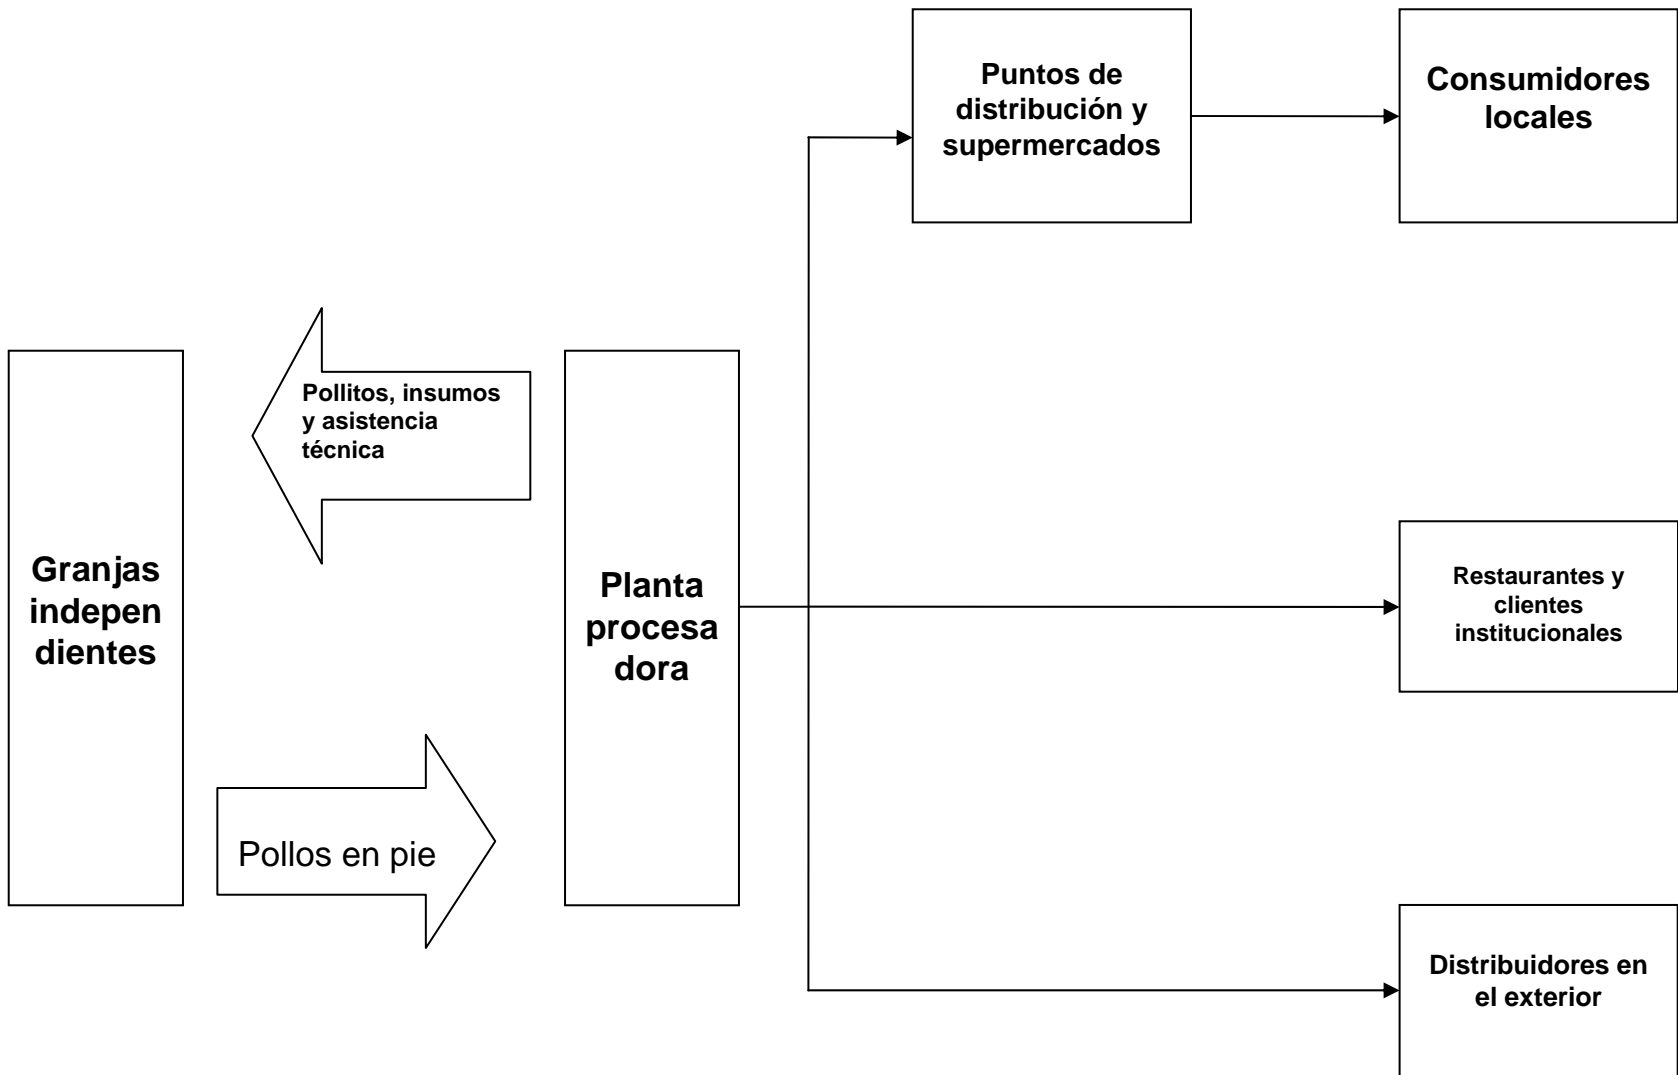 Puntos de
distribución y
supermercados
Consumidores
locales
Pollitos, insumos
y asistencia
técnica
Granjas
indepen
dientes
Planta
procesa
dora
Restaurantes y
clientes
institucionales
Pollos en pie
Distribuidores en
el exterior